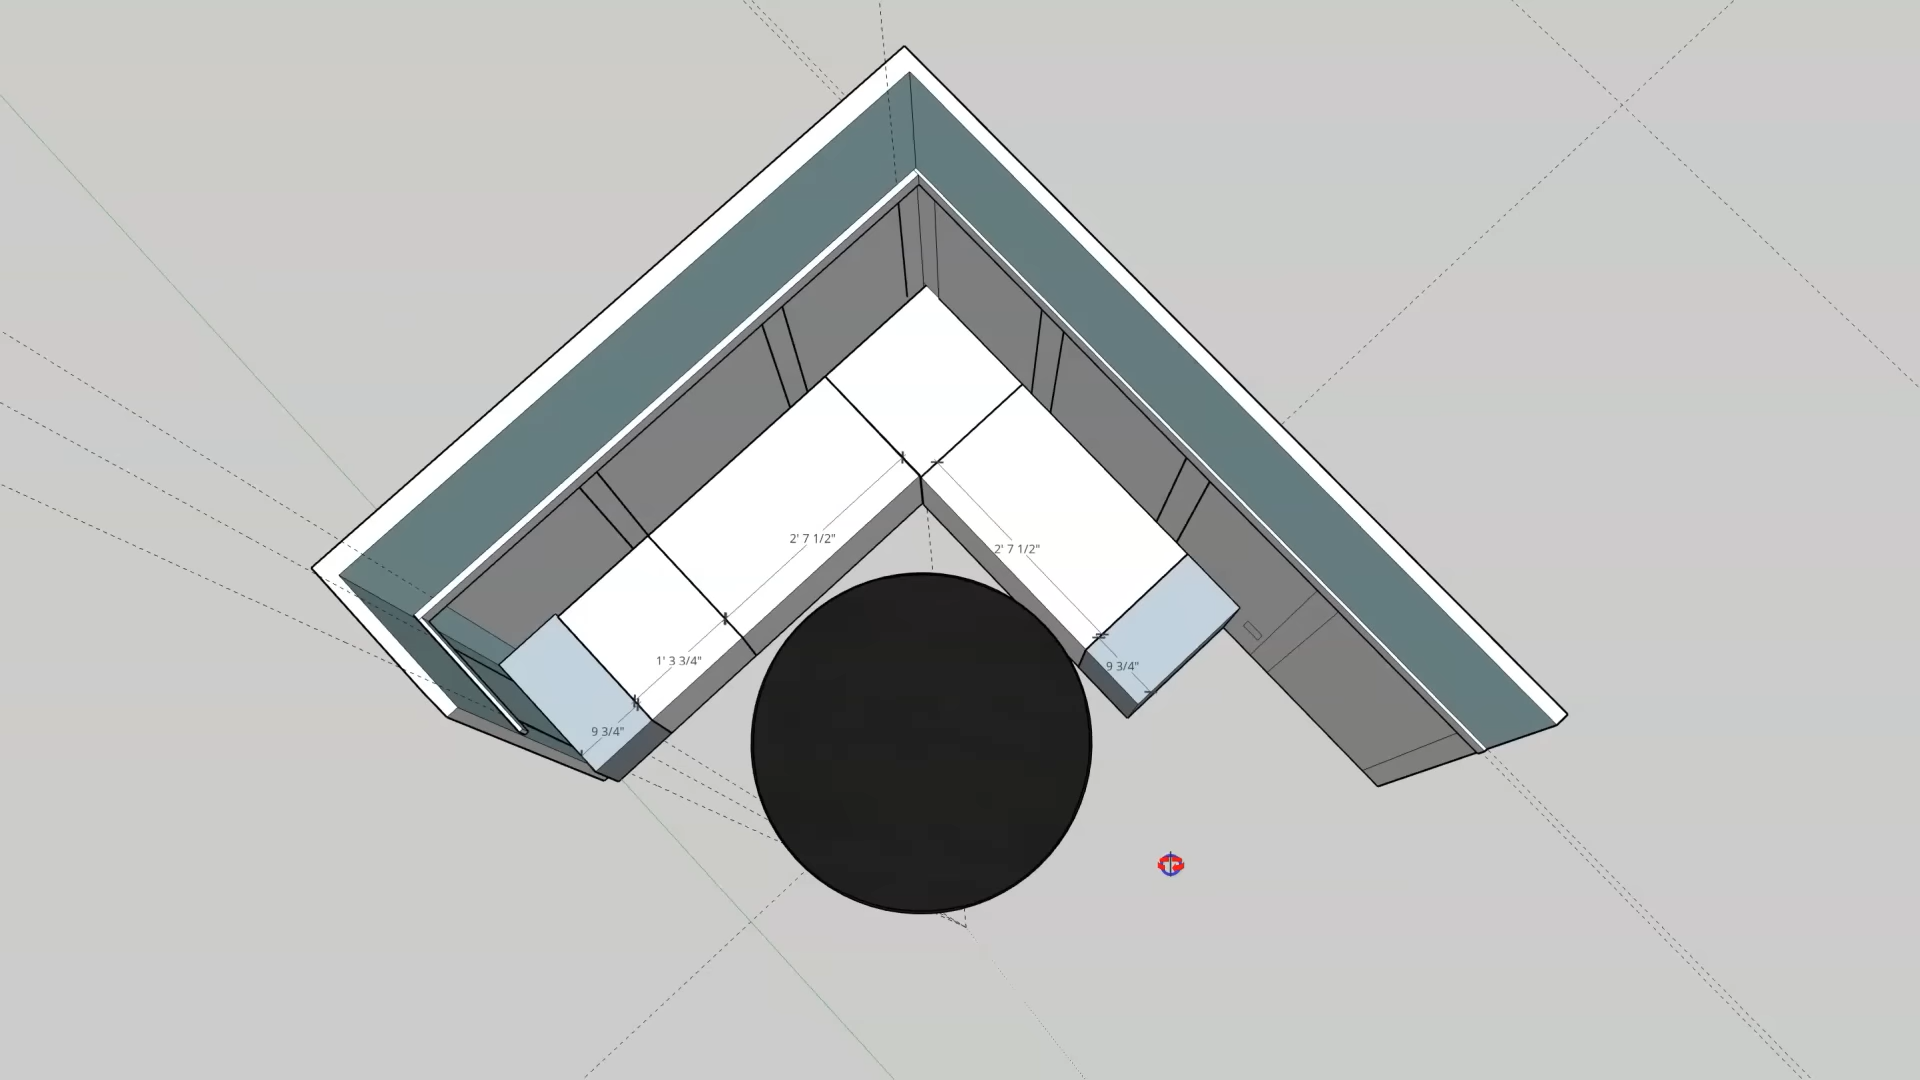 2' 7 1/2"
2' 7 1/2"
1' 3 3/4"
9 3/4"
9 3/4"